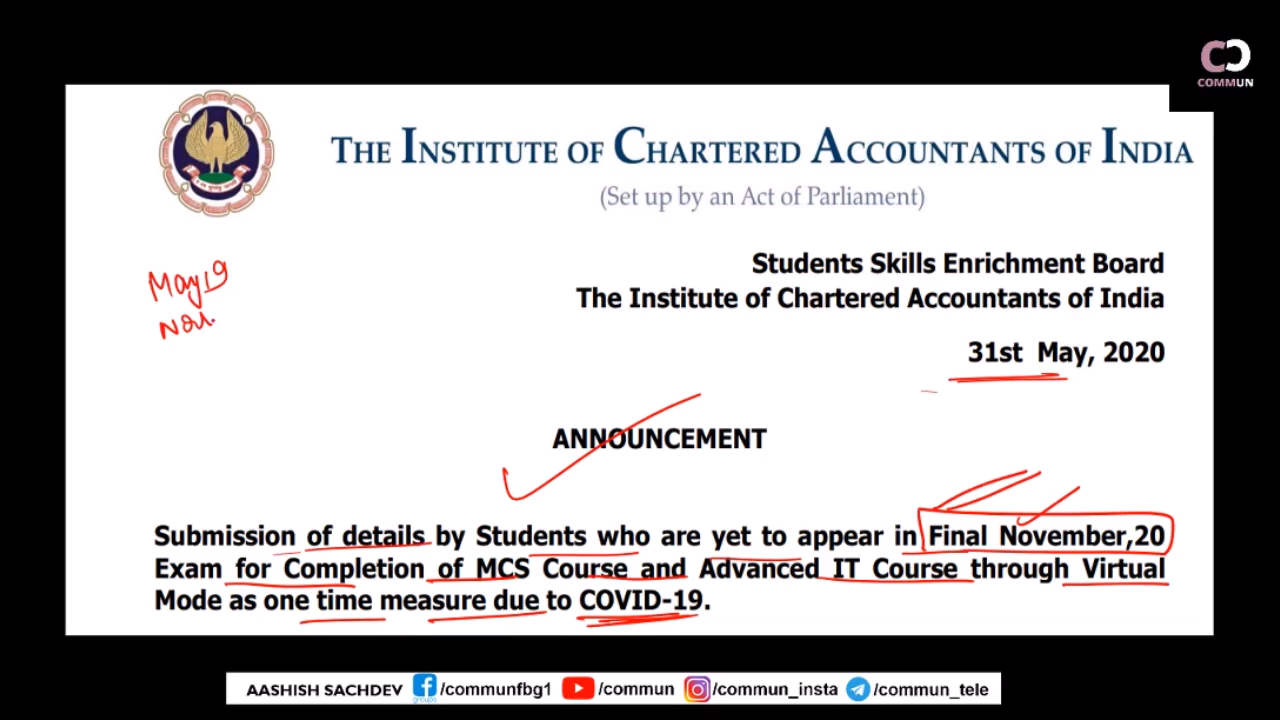 COMMUN
THE INSTITUTE OF CHARTERED ACCOUNTANTS OF INDIA
(Set up by an Act of Parliament)
Students Skills Enrichment Board
The Institute of Chartered Accountants of India
May 19
Nov.
31st May, 2020
ANNOUNCEMENT
Submission of details by Students who are yet to appear in Final November,20
Exam for Completion of MCS Course and Advanced IT Course through Virtual
Mode as one time measure due to COVID-19.
AASHISH SACHDEV /communfbg1 /commun /commun_insta /commun_tele
groups